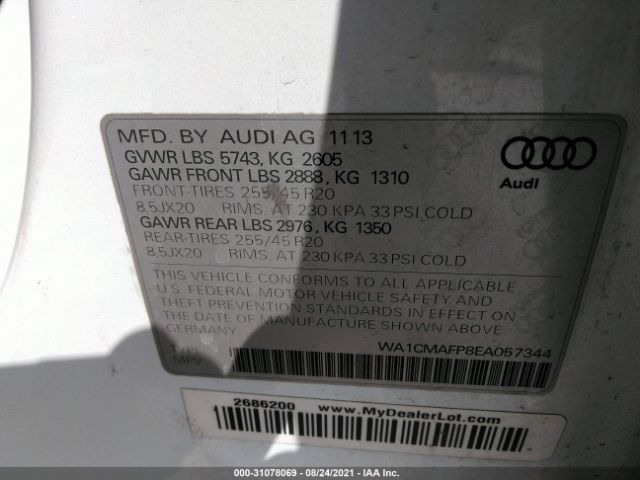 MFD. BY AUDI AG 11 13
GVWR LBS 5743, KG 2605
GAWR FRONT LBS 2888, KG 1310
FRONT-TIRES 255/45 R20
8,5JX20 RIMS, AT 230 KPA 33 PSI COLD
GAWR REAR LBS 2976, KG 1350
REAR-TIRES 255/45 R20
8,5JX20 RIMS, AT 230 KPA 33 PSI COLD
Audi
THIS VEHICLE CONFORMS TO ALL APPLICABLE
U.S. FEDERAL MOTOR VEHICLE SAFETY AND
THEFT PREVENTION STANDARDS IN EFFECT ON THE
DATE OF MANUFACTURE SHOWN ABOVE
GERMANY
WA1CMAFP8EA057344
TYPE
MPV
2686200 www.MyDealerLot.com
000-31078069 - 08/24/2021 - IAA Inc.